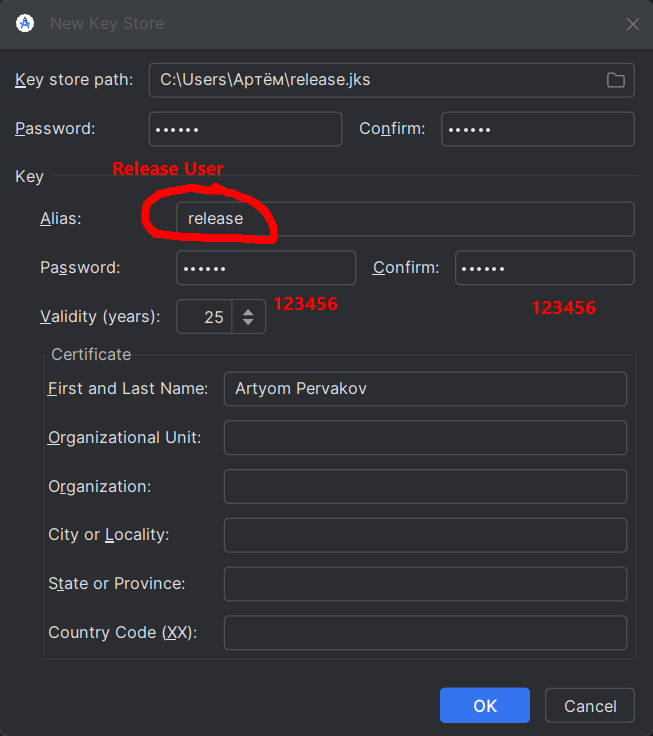 New Key Store
Key store path: C:\Users\Артём\release.jks
Password: •••••• Confirm: ••••••
Release User
Key
Alias: release
Password: •••••• Confirm: ••••••
123456 123456
Validity (years): 25
Certificate
First and Last Name: Artyom Pervakov
Organizational Unit:
Organization:
City or Locality:
State or Province:
Country Code (XX):
OK Cancel